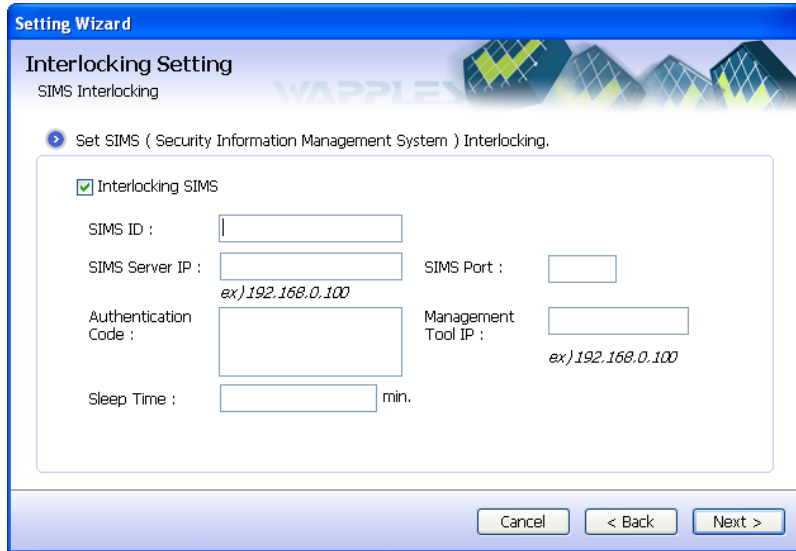 Setting Wizard
Interlocking Setting
SIMS Interlocking
WAPPLES
Set SIMS ( Security Information Management System ) Interlocking.
Interlocking SIMS
SIMS ID :
SIMS Server IP :
SIMS Port :
ex)192,168,0,100
Authentication Code :
Management Tool IP :
ex)192,168,0,100
Sleep Time :
min.
Cancel
< Back
Next >